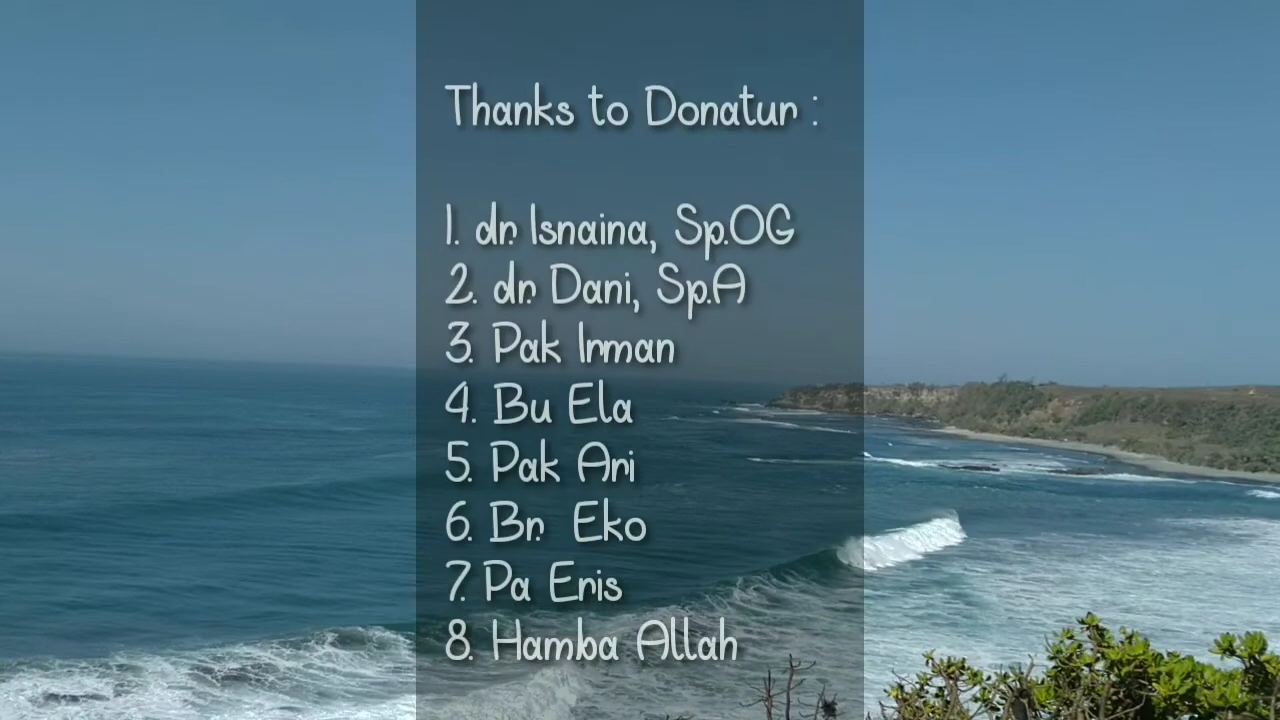 Thanks to Donatur :
1. dr. Isnaina, Sp.OG
2. dr. Dani, Sp.A
3. Pak Irman
4. Bu Ela
5. Pak Ari
6. Br. Eko
7. Pa Eris
8. Hamba Allah